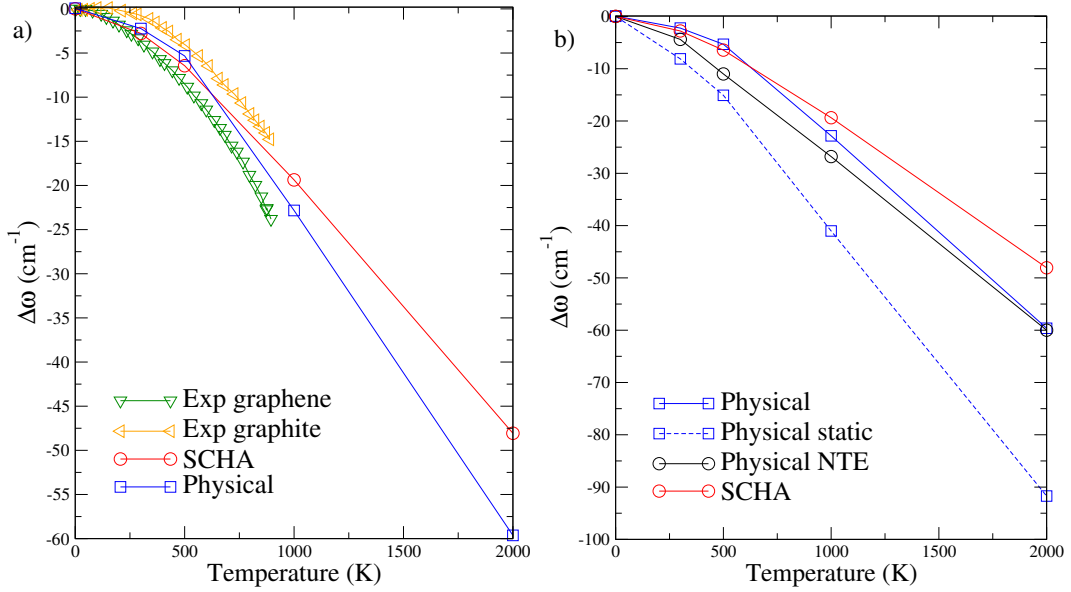 a)
0
-5
-10
-15
-20
-25
-30
-35
-40
-45
-50
-55
-60
Δω (cm⁻¹)
Exp graphene
Exp graphite
SCHA
Physical
0 500 1000 1500 2000
Temperature (K)
b)
0
-10
-20
-30
-40
-50
-60
-70
-80
-90
-100
Δω (cm⁻¹)
Physical
Physical static
Physical NTE
SCHA
0 500 1000 1500 2000
Temperature (K)